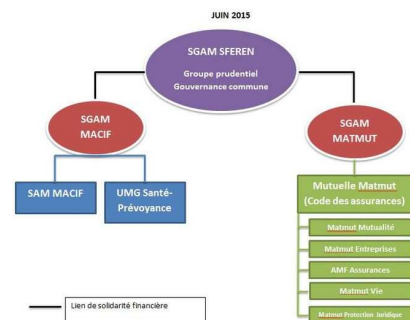 JUIN 2015
SGAM SFEREN
Groupe prudentiel
Gouvernance commune
SGAM
MACIF
SGAM
MATMUT
SAM MACIF
UMG Santé-
Prévoyance
Mutuelle Matmut
(Code des assurances)
Matmut Mutualité
Matmut Entreprises
AMF Assurances
Matmut Vie
Matmut Protection Juridique
Lien de solidarité financière